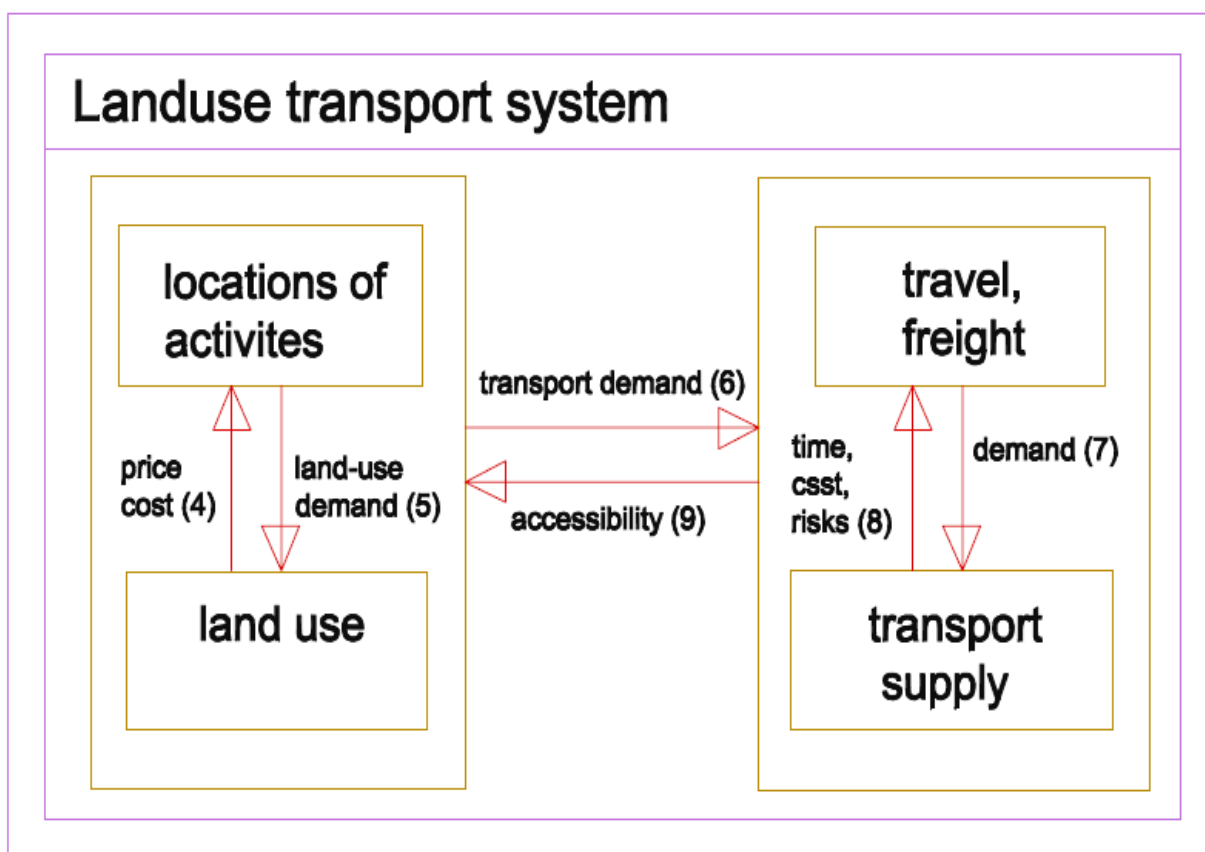 Landuse transport system
locations of
activites
travel,
freight
transport demand (6)
price
cost (4)
land-use
demand (5)
time,
csst,
risks (8)
demand (7)
accessibility (9)
land use
transport
supply